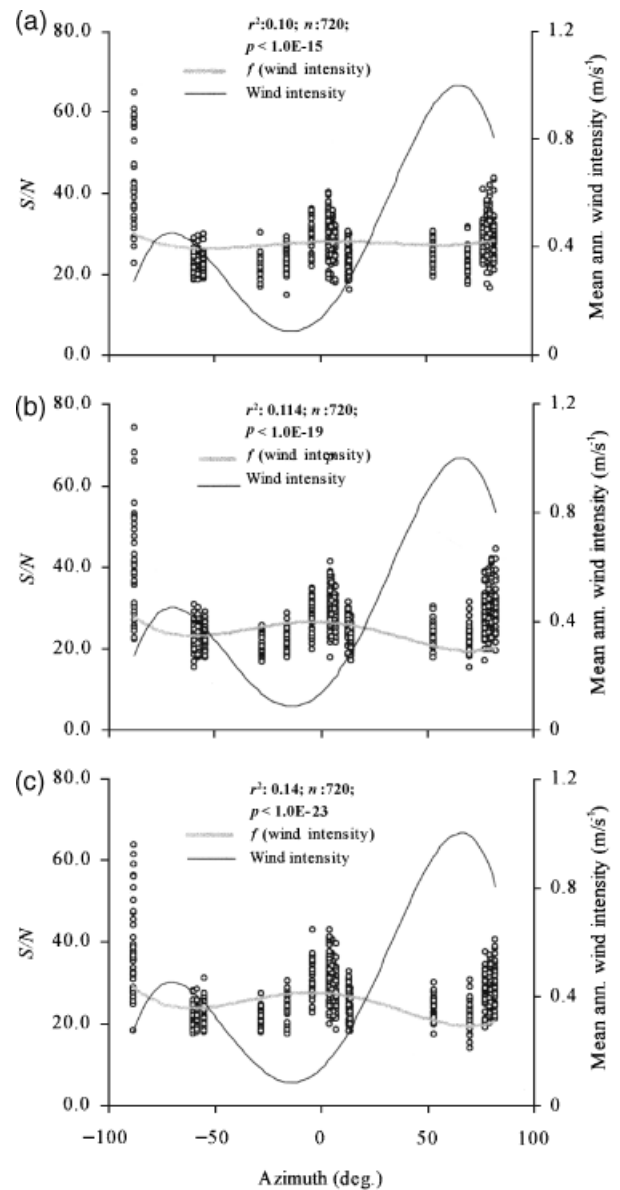 (a)
80.0
60.0
40.0
20.0
0.0
S/N
r²:0.10; n:720;
p < 1.0E-15
f (wind intensity)
Wind intensity
1.2
0.8
0.4
0
Mean ann. wind intensity (m/s⁻¹)
(b)
80.0
60.0
40.0
20.0
0.0
S/N
r²: 0.114; n:720;
p < 1.0E-19
f (wind intensity)
Wind intensity
1.2
0.8
0.4
0
Mean ann. wind intensity (m/s⁻¹)
(c)
80.0
60.0
40.0
20.0
0.0
S/N
r²: 0.14; n:720;
p < 1.0E-23
f (wind intensity)
Wind intensity
1.2
0.8
0.4
0
Mean ann. wind intensity (m/s⁻¹)
−100 −50 0 50 100
Azimuth (deg.)